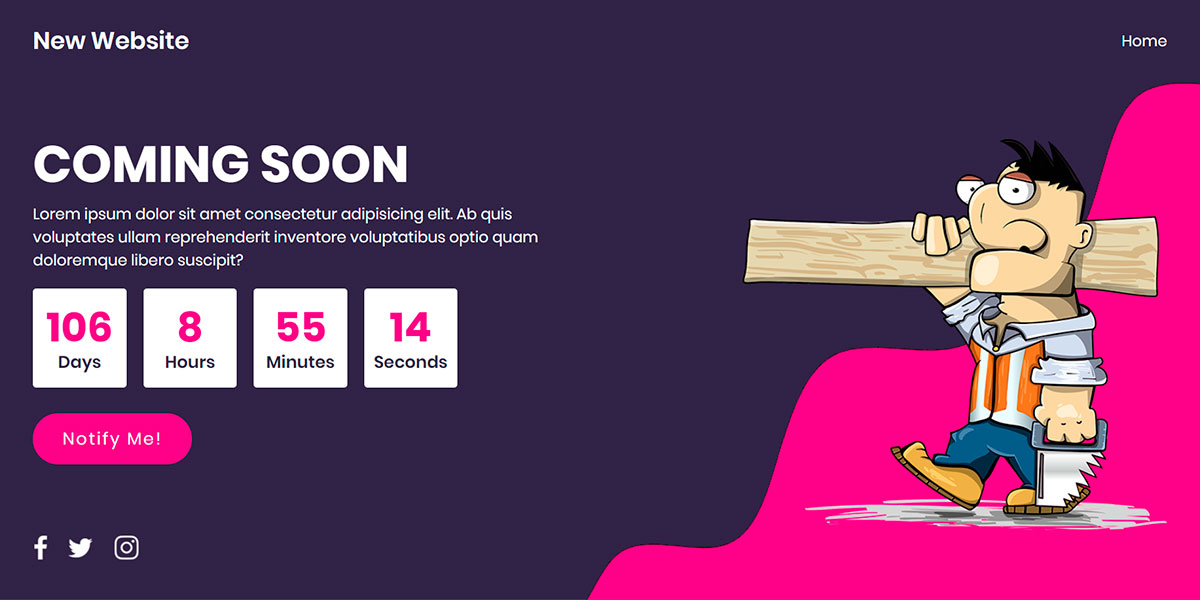 New Website
Home
COMING SOON
Lorem ipsum dolor sit amet consectetur adipisicing elit. Ab quis
voluptates ullam reprehenderit inventore voluptatibus optio quam
doloremque libero suscipit?
106 8 55 14
Days Hours Minutes Seconds
Notify Me!